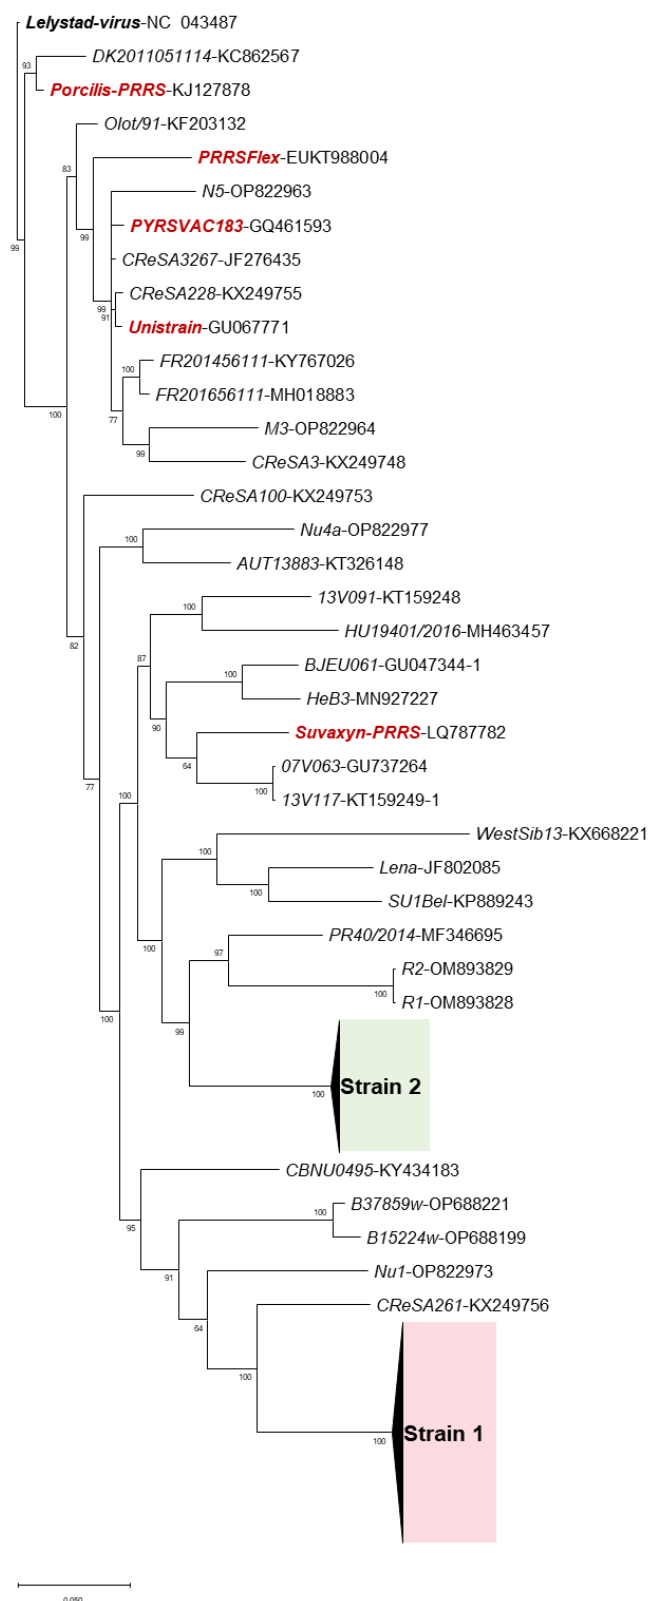 Lelystad-virus-NC 043487
DK2011051114-KC862567
93
Porcilis-PRRS-KJ127878
Olot/91-KF203132
PRRSFlex-EUKT988004
83
N5-OP822963
PYRSVAC183-GQ461593
99
99
CReSA3267-JF276435
CReSA228-KX249755
99
91
Unistrain-GU067771
FR201456111-KY767026
100
FR201656111-MH018883
100
77
M3-OP822964
99
CReSA3-KX249748
CReSA100-KX249753
Nu4a-OP822977
100
AUT13883-KT326148
13V091-KT159248
100
HU19401/2016-MH463457
82
87
BJEU061-GU047344-1
100
HeB3-MN927227
90
Suvaxyn-PRRS-LQ787782
64
07V063-GU737264
77
100
100
13V117-KT159249-1
WestSib13-KX668221
100
Lena-JF802085
100
SU1Bel-KP889243
PR40/2014-MF346695
100
97
R2-OM893829
100
R1-OM893828
100
99
Strain 2
100
CBNU0495-KY434183
B37859w-OP688221
100
95
B15224w-OP688199
91
Nu1-OP822973
CReSA261-KX249756
64
100
Strain 1
100
0.050